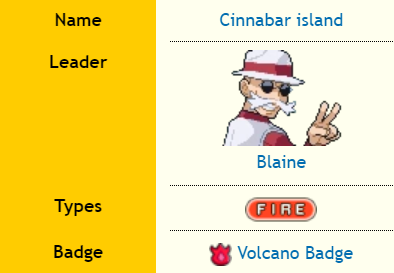 Name Cinnabar island
Leader
Blaine
Types FIRE
Badge Volcano Badge